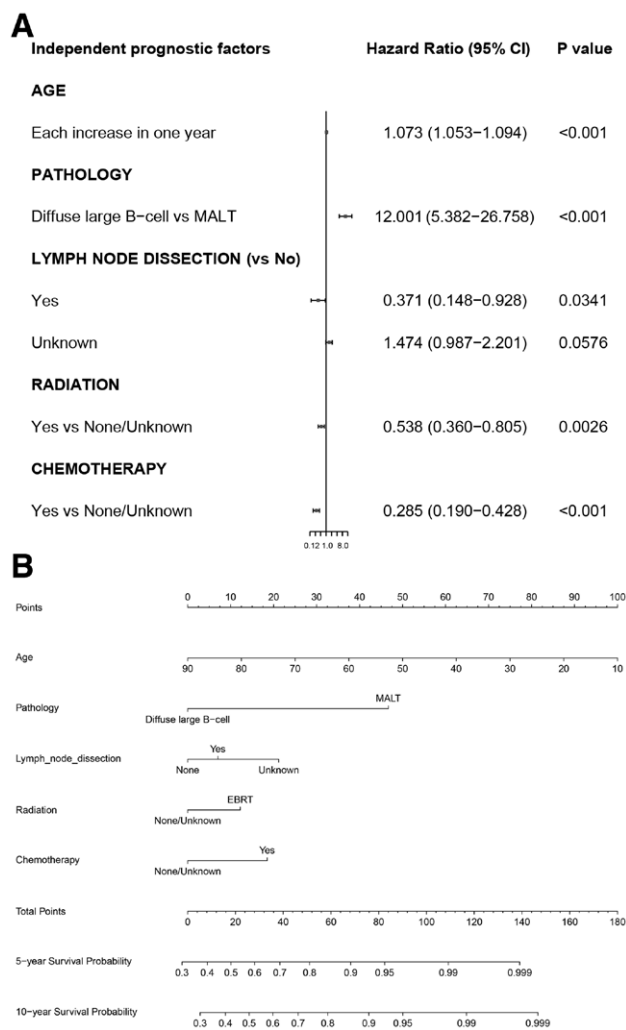 A
Independent prognostic factors Hazard Ratio (95% CI) P value
AGE
Each increase in one year 1.073 (1.053−1.094) <0.001
PATHOLOGY
Diffuse large B−cell vs MALT 12.001 (5.382−26.758) <0.001
LYMPH NODE DISSECTION (vs No)
Yes 0.371 (0.148−0.928) 0.0341
Unknown 1.474 (0.987−2.201) 0.0576
RADIATION
Yes vs None/Unknown 0.538 (0.360−0.805) 0.0026
CHEMOTHERAPY
Yes vs None/Unknown 0.285 (0.190−0.428) <0.001
0.12 1.0 8.0
B
Points 0 10 20 30 40 50 60 70 80 90 100
Age
90 80 70 60 50 40 30 20 10
MALT
Pathology
Diffuse large B−cell
Yes
Lymph_node_dissection
None Unknown
EBRT
Radiation
None/Unknown
Yes
Chemotherapy
None/Unknown
Total Points
0 20 40 60 80 100 120 140 160 180
5−year Survival Probability
0.3 0.4 0.5 0.6 0.7 0.8 0.9 0.95 0.99 0.999
10−year Survival Probability
0.3 0.4 0.5 0.6 0.7 0.8 0.9 0.95 0.99 0.999